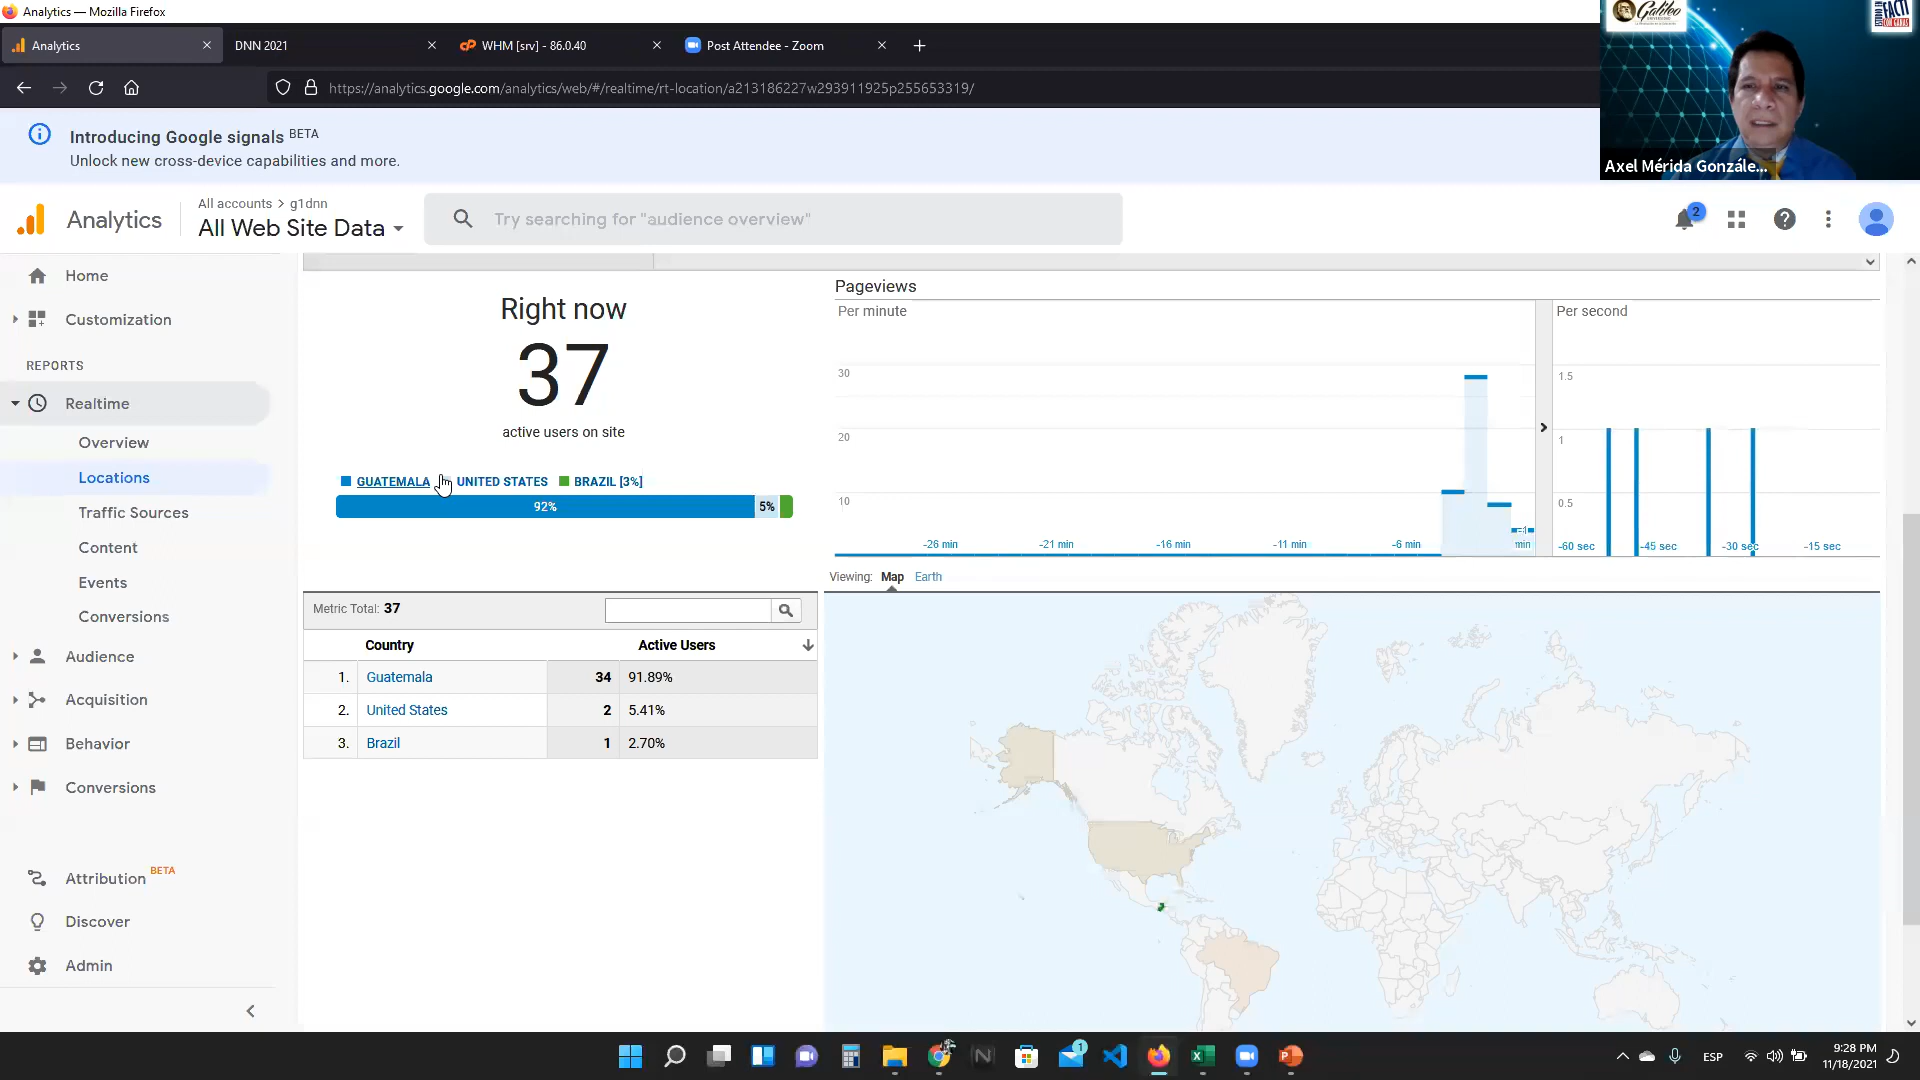 Analytics — Mozilla Firefox
Analytics
DNN 2021
WHM [srv] - 86.0.40
Post Attendee - Zoom
https://analytics.google.com/analytics/web/#/realtime/rt-location/a213186227w293911925p255653319/
Galileo
Axel Mérida Gonzále...
Introducing Google signals BETA
Unlock new cross-device capabilities and more.
Analytics
All accounts > g1dnn
All Web Site Data
Try searching for "audience overview"
2
Home
Customization
REPORTS
Realtime
Overview
Locations
Traffic Sources
Content
Events
Conversions
Audience
Acquisition
Behavior
Conversions
Attribution BETA
Discover
Admin
Right now
37
active users on site
GUATEMALA UNITED STATES BRAZIL [3%]
92% 5%
Pageviews
Per minute
30
20
10
-26 min -21 min -16 min -11 min -6 min min
Per second
1.5
1
0.5
-60 sec -45 sec -30 sec -15 sec
Viewing: Map Earth
Metric Total: 37
Country Active Users
1. Guatemala 34 91.89%
2. United States 2 5.41%
3. Brazil 1 2.70%
1
ESP
9:28 PM
11/18/2021